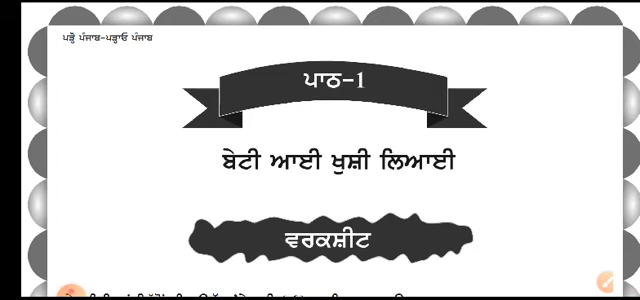 ਪੜ੍ਹੋ ਪੰਜਾਬ-ਪੜ੍ਹਾਓ ਪੰਜਾਬ
ਪਾਠ-1
ਬੇਟੀ ਆਈ ਖੁਸ਼ੀ ਲਿਆਈ
ਵਰਕਸ਼ੀਟ